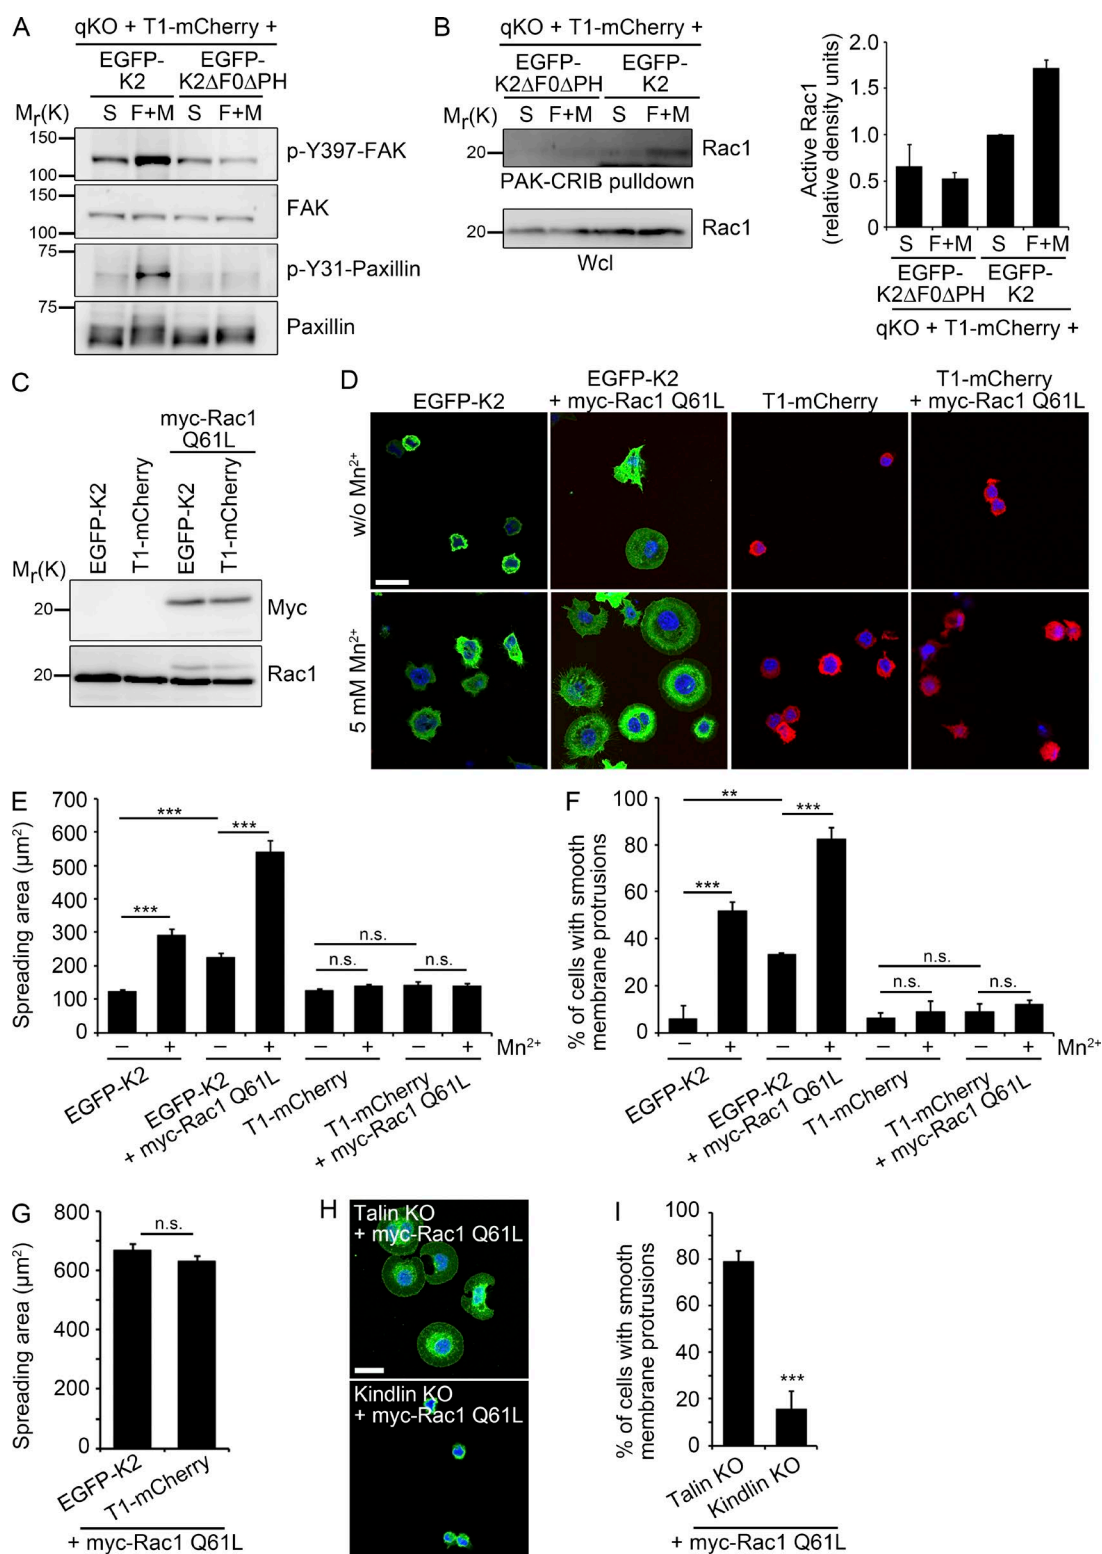 A
qKO + T1-mCherry +
EGFP-
K2
EGFP-
K2ΔF0ΔPH
Mr(K) S F+M S F+M
150
100
p-Y397-FAK
100
FAK
75
p-Y31-Paxillin
75
Paxillin
B
qKO + T1-mCherry +
EGFP-
K2ΔF0ΔPH
EGFP-
K2
Mr(K) S F+M S F+M
20
Rac1
PAK-CRIB pulldown
20
Rac1
Wcl
Active Rac1
(relative density units)
2.0
1.5
1.0
0.5
0
S F+M S F+M
EGFP-
K2ΔF0ΔPH
EGFP-
K2
qKO + T1-mCherry +
C
myc-Rac1
Q61L
EGFP-K2
T1-mCherry
EGFP-K2
T1-mCherry
Mr(K)
20
Myc
20
Rac1
D
EGFP-K2
EGFP-K2
+ myc-Rac1 Q61L
T1-mCherry
T1-mCherry
+ myc-Rac1 Q61L
w/o Mn2+
5 mM Mn2+
E
Spreading area (µm2)
700
600
500
400
300
200
100
0
***
***
***
n.s.
n.s.
n.s.
– + – + – + – + Mn2+
EGFP-K2
EGFP-K2
+ myc-Rac1 Q61L
T1-mCherry
T1-mCherry
+ myc-Rac1 Q61L
F
% of cells with smooth
membrane protrusions
100
80
60
40
20
0
**
***
***
n.s.
n.s.
n.s.
– + – + – + – + Mn2+
EGFP-K2
EGFP-K2
+ myc-Rac1 Q61L
T1-mCherry
T1-mCherry
+ myc-Rac1 Q61L
G
Spreading area (µm2)
800
600
400
200
0
n.s.
EGFP-K2
T1-mCherry
+ myc-Rac1 Q61L
H
Talin KO
+ myc-Rac1 Q61L
Kindlin KO
+ myc-Rac1 Q61L
I
% of cells with smooth
membrane protrusions
100
80
60
40
20
0
***
Talin KO
Kindlin KO
+ myc-Rac1 Q61L